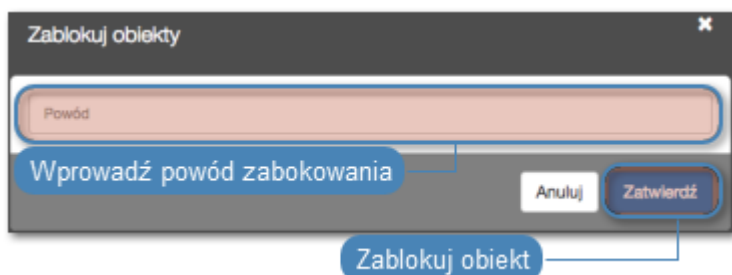 Zablokuj obiekty
Powód
Wprowadź powód zabokowania
Anuluj Zatwierdź
Zablokuj obiekt